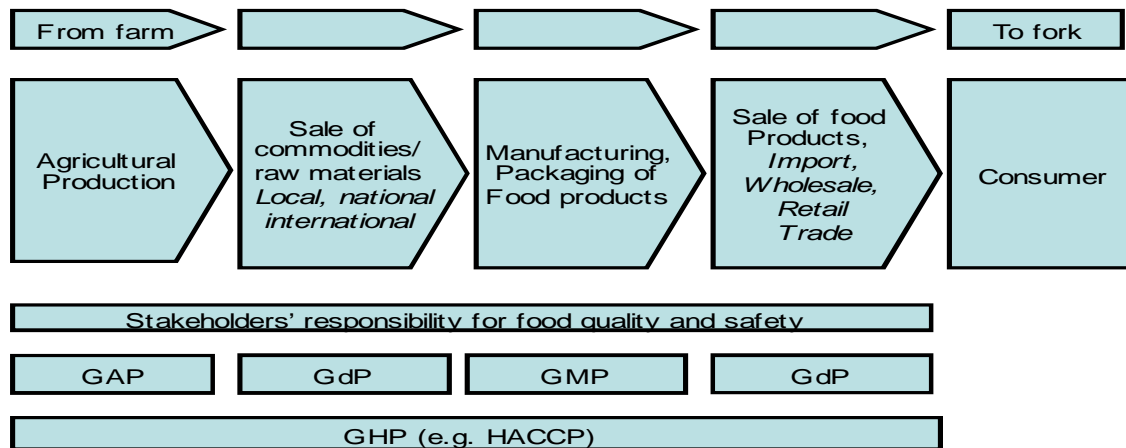 From farm
To fork
Agricultural
Production
Sale of
commodities/
raw materials
Local, national
international
Manufacturing,
Packaging of
Food products
Sale of food
Products,
Import,
Wholesale,
Retail
Trade
Consumer
Stakeholders' responsibility for food quality and safety
GAP
GdP
GMP
GdP
GHP (e.g. HACCP)